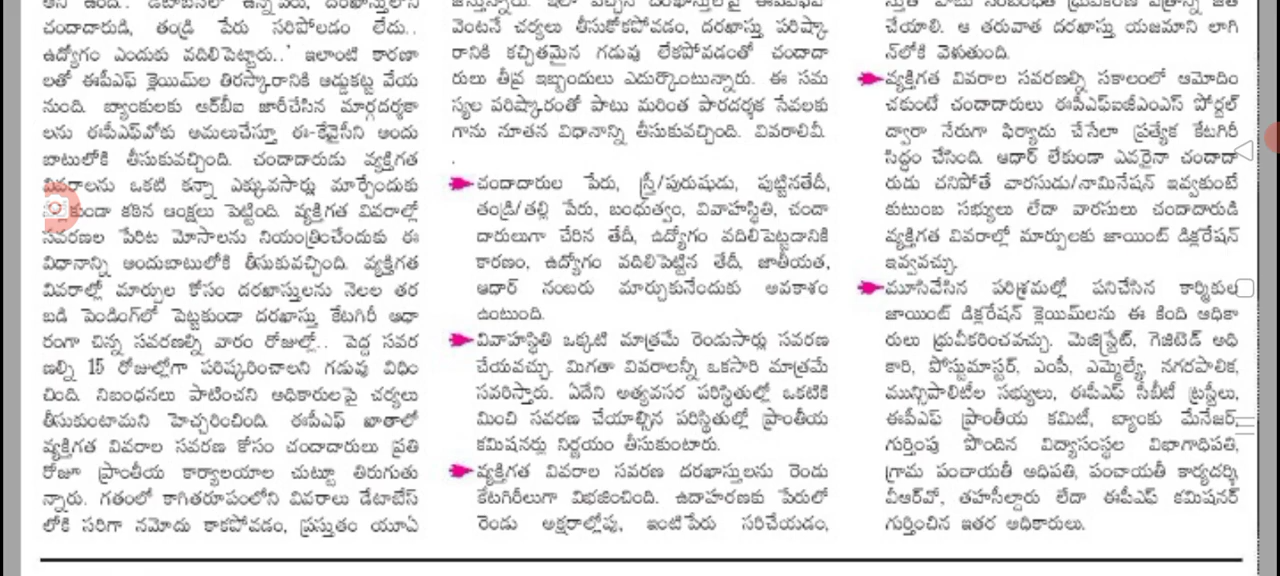 అని ఉంది.. డేటాబేస్‌లో ఉన్న పేరు, దరఖాస్తులోని
చందాదారుడి, తండ్రి పేరు సరిపోలడం లేదు..
ఉద్యోగం ఎందుకు వదిలిపెట్టారు..' ఇలాంటి కారణా
లతో ఈపీఎఫ్ క్లెయిమ్‌ల తిరస్కారానికి అడ్డుకట్ట వేయ
నుంది. బ్యాంకులకు ఆర్‌బీఐ జారీచేసిన మార్గదర్శకా
లను ఈపీఎఫ్‌వోకు అమలుచేస్తూ ఈ-కేవైసీని అందు
బాటులోకి తీసుకువచ్చింది. చందాదారుడు వ్యక్తిగత
వివరాలను ఒకటి కన్నా ఎక్కువసార్లు మార్చేందుకు
కుండా కఠిన ఆంక్షలు పెట్టింది. వ్యక్తిగత వివరాల్లో
సవరణల పేరిట మోసాలను నియంత్రించేందుకు ఈ
విధానాన్ని అందుబాటులోకి తీసుకువచ్చింది. వ్యక్తిగత
వివరాల్లో మార్పుల కోసం దరఖాస్తులను నెలల తర
బడి పెండింగ్‌లో పెట్టకుండా దరఖాస్తు కేటగిరీ ఆధా
రంగా చిన్న సవరణల్ని వారం రోజుల్లో.. పెద్ద సవర
ణల్ని 15 రోజుల్లోగా పరిష్కరించాలని గడువు విధిం
చింది. నిబంధనలు పాటించని అధికారులపై చర్యలు
తీసుకుంటామని హెచ్చరించింది. ఈపీఎఫ్ ఖాతాలో
వ్యక్తిగత వివరాల సవరణ కోసం చందాదారులు ప్రతి
రోజూ ప్రాంతీయ కార్యాలయాల చుట్టూ తిరుగుతు
న్నారు. గతంలో కాగితరూపంలోని వివరాలు డేటాబేస్
లోకి సరిగా నమోదు కాకపోవడం, ప్రస్తుతం యూఏ
వెంటనే చర్యలు తీసుకోకపోవడం, దరఖాస్తు పరిష్కా
రానికి కచ్చితమైన గడువు లేకపోవడంతో చందాదా
రులు తీవ్ర ఇబ్బందులు ఎదుర్కొంటున్నారు. ఈ సమ
స్యల పరిష్కారంతో పాటు మరింత పారదర్శక సేవలకు
గాను నూతన విధానాన్ని తీసుకువచ్చింది. వివరాలివీ.
.
చందాదారుల పేరు, స్త్రీ/పురుషుడు, పుట్టినతేదీ,
తండ్రి/తల్లి పేరు, బంధుత్వం, వివాహస్థితి, చందా
దారులుగా చేరిన తేదీ, ఉద్యోగం వదిలిపెట్టడానికి
కారణం, ఉద్యోగం వదిలిపెట్టిన తేదీ, జాతీయత,
ఆధార్ నంబరు మార్చుకునేందుకు అవకాశం
ఉంటుంది.
వివాహస్థితి ఒక్కటి మాత్రమే రెండుసార్లు సవరణ
చేయవచ్చు. మిగతా వివరాలన్నీ ఒకసారి మాత్రమే
సవరిస్తారు. ఏదేని అత్యవసర పరిస్థితుల్లో ఒకటికి
మించి సవరణ చేయాల్సిన పరిస్థితుల్లో ప్రాంతీయ
కమిషనర్లు నిర్ణయం తీసుకుంటారు.
వ్యక్తిగత వివరాల సవరణ దరఖాస్తులను రెండు
కేటగిరీలుగా విభజించింది. ఉదాహరణకు పేరులో
రెండు అక్షరాల్లోపు, ఇంటిపేరు సరిచేయడం,
చేయాలి. ఆ తరువాత దరఖాస్తు యజమాని లాగి
న్‌లోకి వెళుతుంది.
వ్యక్తిగత వివరాల సవరణల్ని సకాలంలో ఆమోదిం
చకుంటే చందాదారులు ఈపీఎఫ్ఐజీఎంఎస్ పోర్టల్
ద్వారా నేరుగా ఫిర్యాదు చేసేలా ప్రత్యేక కేటగిరీ
సిద్ధం చేసింది. ఆధార్ లేకుండా ఎవరైనా చందాదా
రుడు చనిపోతే వారసుడు/నామినేషన్ ఇవ్వకుంటే
కుటుంబ సభ్యులు లేదా వారసులు చందాదారుడి
వ్యక్తిగత వివరాల్లో మార్పులకు జాయింట్ డిక్లరేషన్
ఇవ్వవచ్చు.
మూసివేసిన పరిశ్రమల్లో పనిచేసిన కార్మికుల
జాయింట్ డిక్లరేషన్ క్లెయిమ్‌లను ఈ కింది అధికా
రులు ధ్రువీకరించవచ్చు. మెజిస్ట్రేట్, గెజిటెడ్ అధి
కారి, పోస్టుమాస్టర్, ఎంపీ, ఎమ్మెల్యే, నగరపాలిక,
మున్సిపాలిటీల సభ్యులు, ఈపీఎఫ్ సీబీటీ ట్రస్టీలు,
ఈపీఎఫ్ ప్రాంతీయ కమిటీ, బ్యాంకు మేనేజర్,
గుర్తింపు పొందిన విద్యాసంస్థల విభాగాధిపతి,
గ్రామ పంచాయతీ అధిపతి, పంచాయతీ కార్యదర్శి,
వీఆర్‌వో, తహసీల్దారు లేదా ఈపీఎఫ్ కమిషనర్
గుర్తించిన ఇతర అధికారులు.